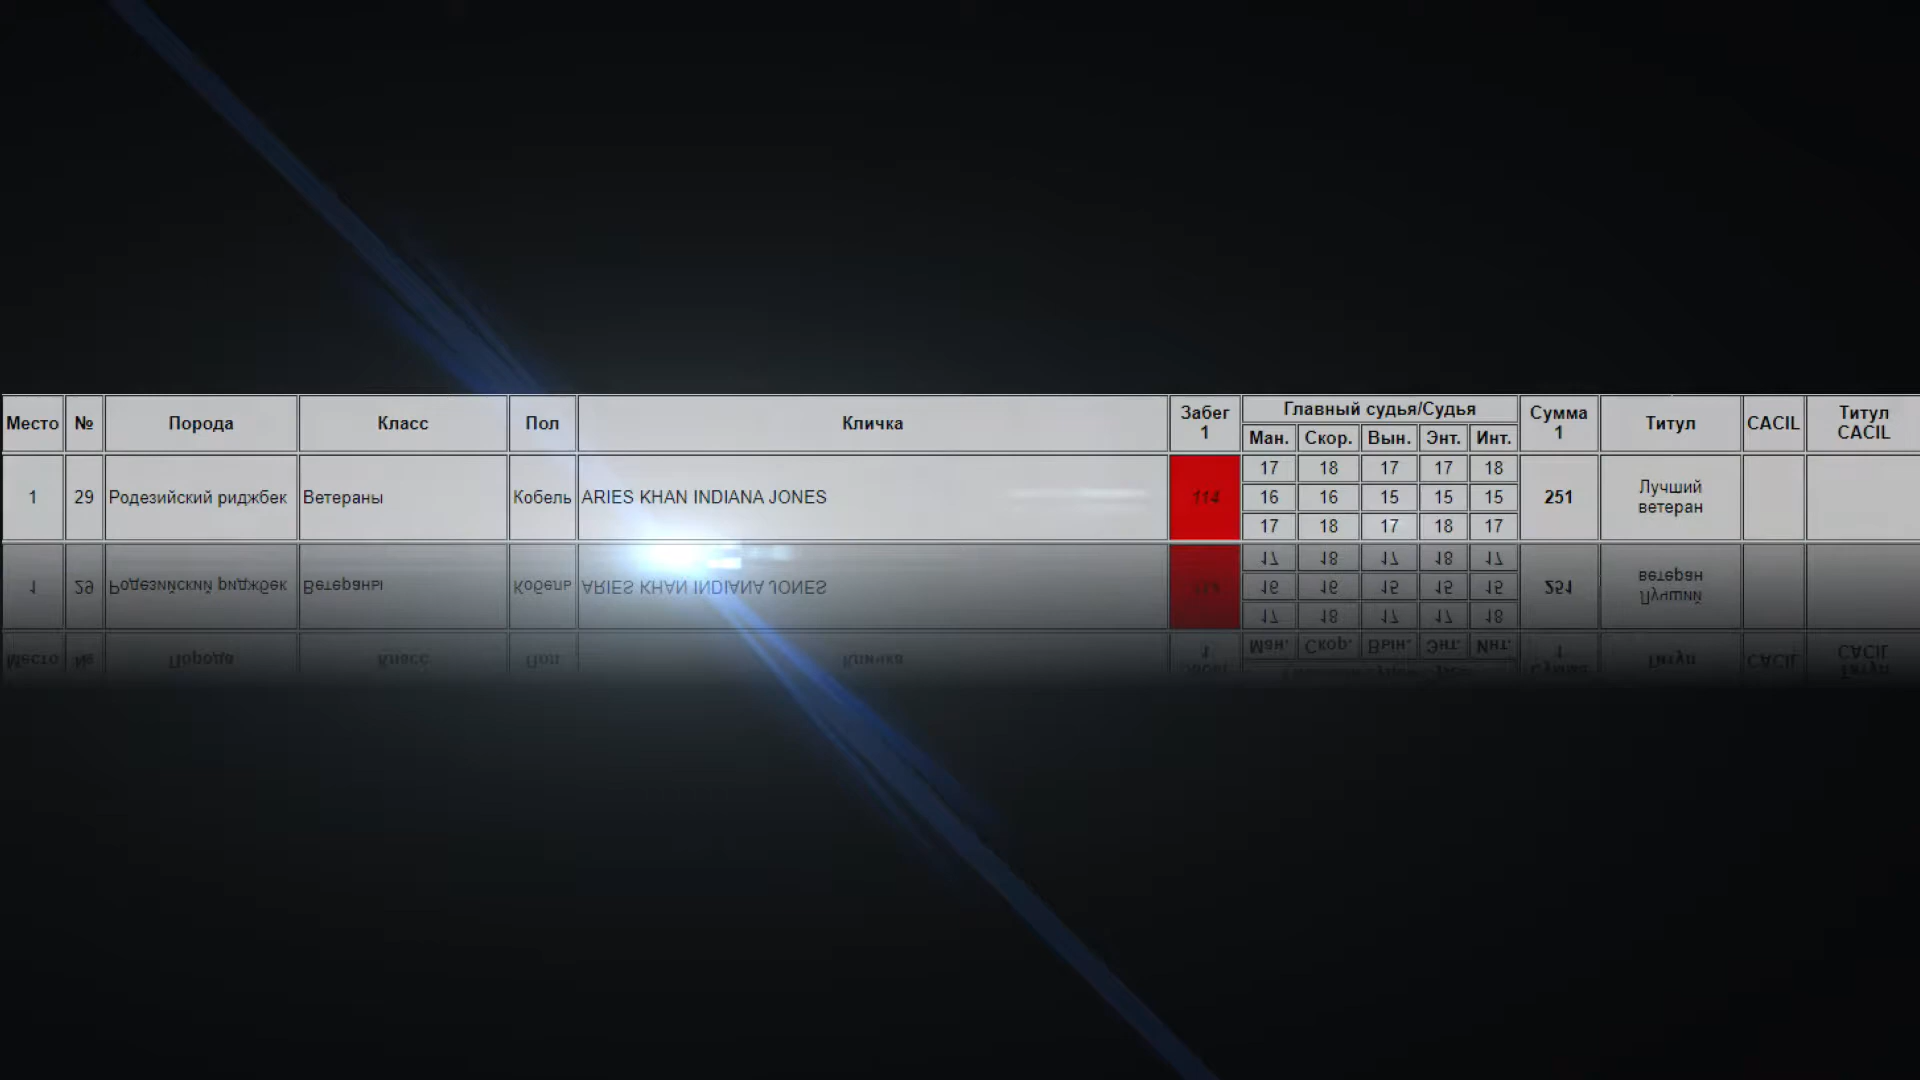 Место № Порода Класс Пол Кличка Забег 1 Главный судья/Судья Сумма 1 Титул CACIL Титул CACIL
Ман. Скор. Вын. Энт. Инт.
17 18 17 17 18
1 29 Родезийский риджбек Ветераны Кобель ARIES KHAN INDIANA JONES 114 16 16 15 15 15 251 Лучший ветеран
17 18 17 18 17